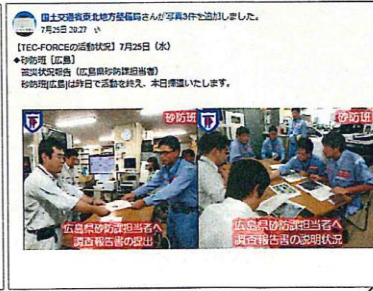 国土交通省東北地方整備局さんが写真3件を追加しました。
7月25日 20:27
【TEC-FORCEの活動状況】7月25日（水）
◆砂防班［広島］
被災状況報告（広島県砂防課担当者）
砂防班[広島]は昨日で活動を終え、本日帰還いたします。
砂防班
砂防班
広島県砂防課担当者へ
調査報告書の提出
広島県砂防課担当者へ
調査報告書の説明状況